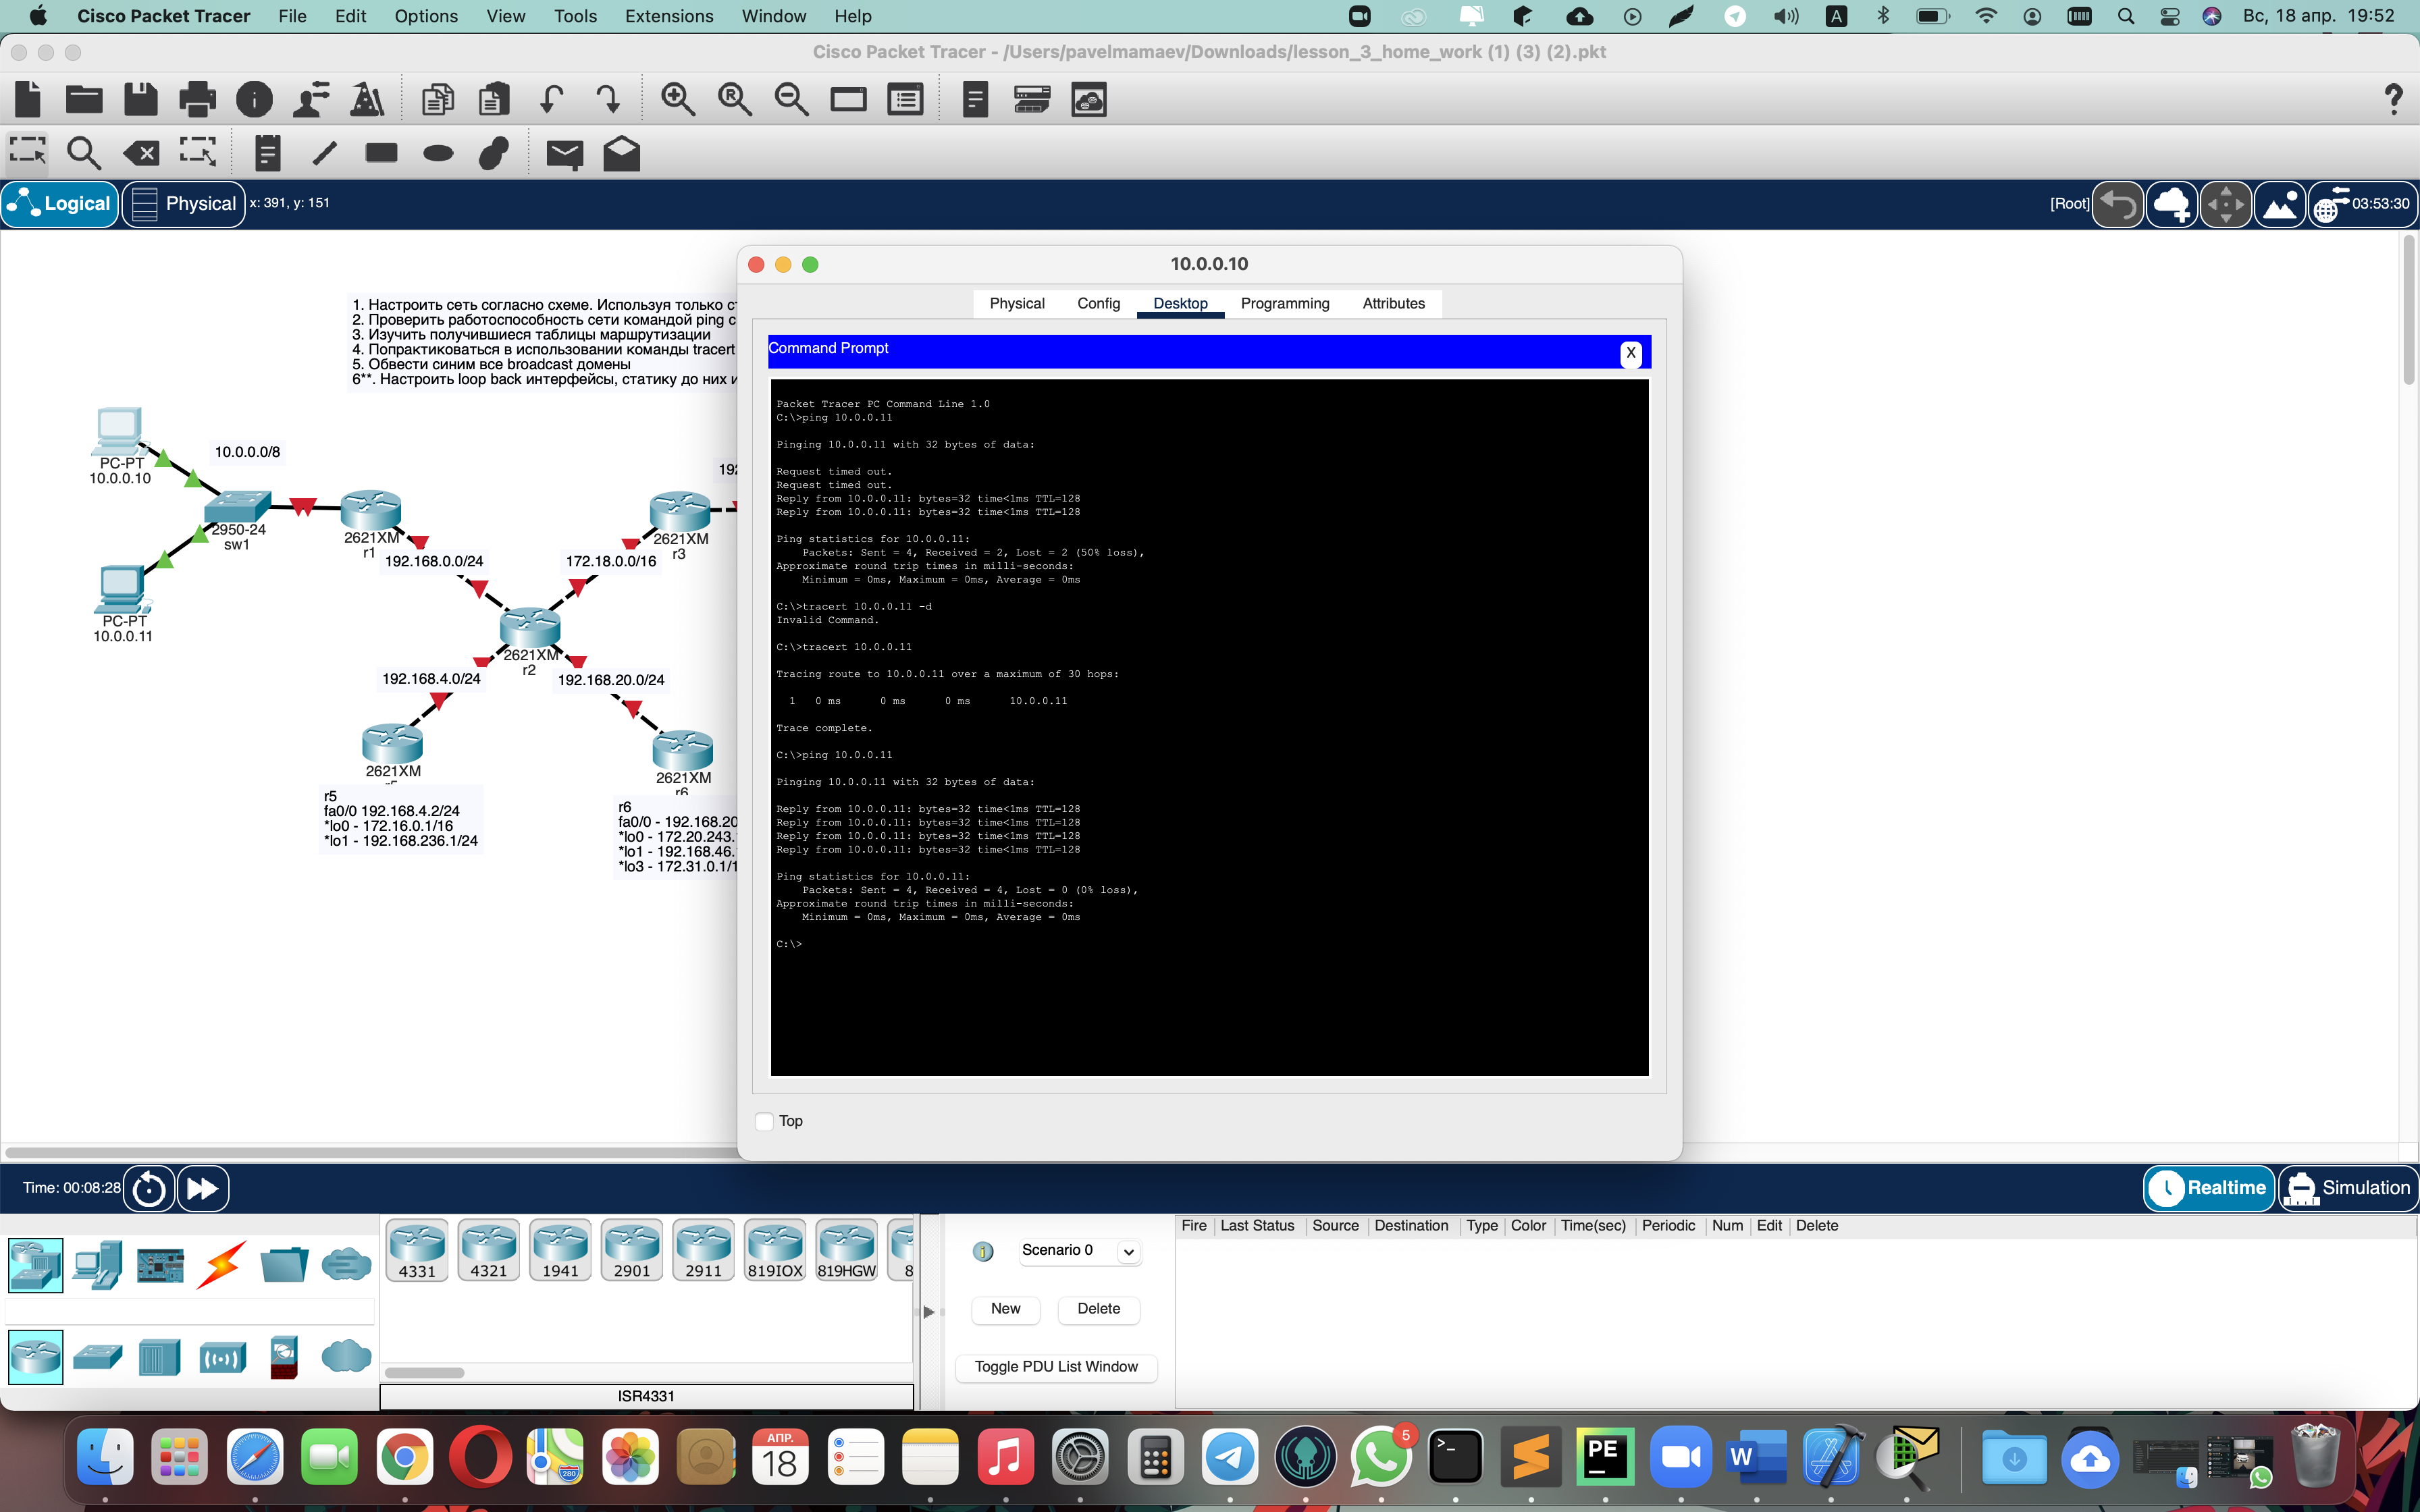 Cisco Packet Tracer File Edit Options View Tools Extensions Window Help
A
Вс, 18 апр. 19:52
Cisco Packet Tracer - /Users/pavelmamaev/Downloads/lesson_3_home_work (1) (3) (2).pkt
Logical
Physical
x: 391, y: 151
[Root]
03:53:30
1. Настроить сеть согласно схеме. Используя только
2. Проверить работоспособность сети командой ping с
3. Изучить получившиеся таблицы маршрутизации
4. Попрактиковаться в использовании команды tracert
5. Обвести синим все broadcast домены
6**. Настроить loop back интерфейсы, статику до них и
PC-PT
10.0.0.10
10.0.0.0/8
2950-24
sw1
2621XM
r1
PC-PT
10.0.0.11
192.168.0.0/24
172.18.0.0/16
192
2621XM
r3
2621XM
r2
192.168.4.0/24
192.168.20.0/24
2621XM
r5
2621XM
r6
r5
fa0/0 192.168.4.2/24
*lo0 - 172.16.0.1/16
*lo1 - 192.168.236.1/24
r6
fa0/0 - 192.168.20
*lo0 - 172.20.243.
*lo1 - 192.168.46.
*lo3 - 172.31.0.1/1
10.0.0.10
Physical Config Desktop Programming Attributes
Command Prompt
X
Packet Tracer PC Command Line 1.0
C:\>ping 10.0.0.11
Pinging 10.0.0.11 with 32 bytes of data:
Request timed out.
Request timed out.
Reply from 10.0.0.11: bytes=32 time<1ms TTL=128
Reply from 10.0.0.11: bytes=32 time<1ms TTL=128
Ping statistics for 10.0.0.11:
Packets: Sent = 4, Received = 2, Lost = 2 (50% loss),
Approximate round trip times in milli-seconds:
Minimum = 0ms, Maximum = 0ms, Average = 0ms
C:\>tracert 10.0.0.11 -d
Invalid Command.
C:\>tracert 10.0.0.11
Tracing route to 10.0.0.11 over a maximum of 30 hops:
1 0 ms 0 ms 0 ms 10.0.0.11
Trace complete.
C:\>ping 10.0.0.11
Pinging 10.0.0.11 with 32 bytes of data:
Reply from 10.0.0.11: bytes=32 time<1ms TTL=128
Reply from 10.0.0.11: bytes=32 time<1ms TTL=128
Reply from 10.0.0.11: bytes=32 time<1ms TTL=128
Reply from 10.0.0.11: bytes=32 time<1ms TTL=128
Ping statistics for 10.0.0.11:
Packets: Sent = 4, Received = 4, Lost = 0 (0% loss),
Approximate round trip times in milli-seconds:
Minimum = 0ms, Maximum = 0ms, Average = 0ms
C:\>
Top
Time: 00:08:28
Realtime
Simulation
4331 4321 1941 2901 2911 819IOX 819HGW 8
ISR4331
Scenario 0
New
Delete
Toggle PDU List Window
Fire Last Status Source Destination Type Color Time(sec) Periodic Num Edit Delete
АПР.
18
280
5
>_
PE
W